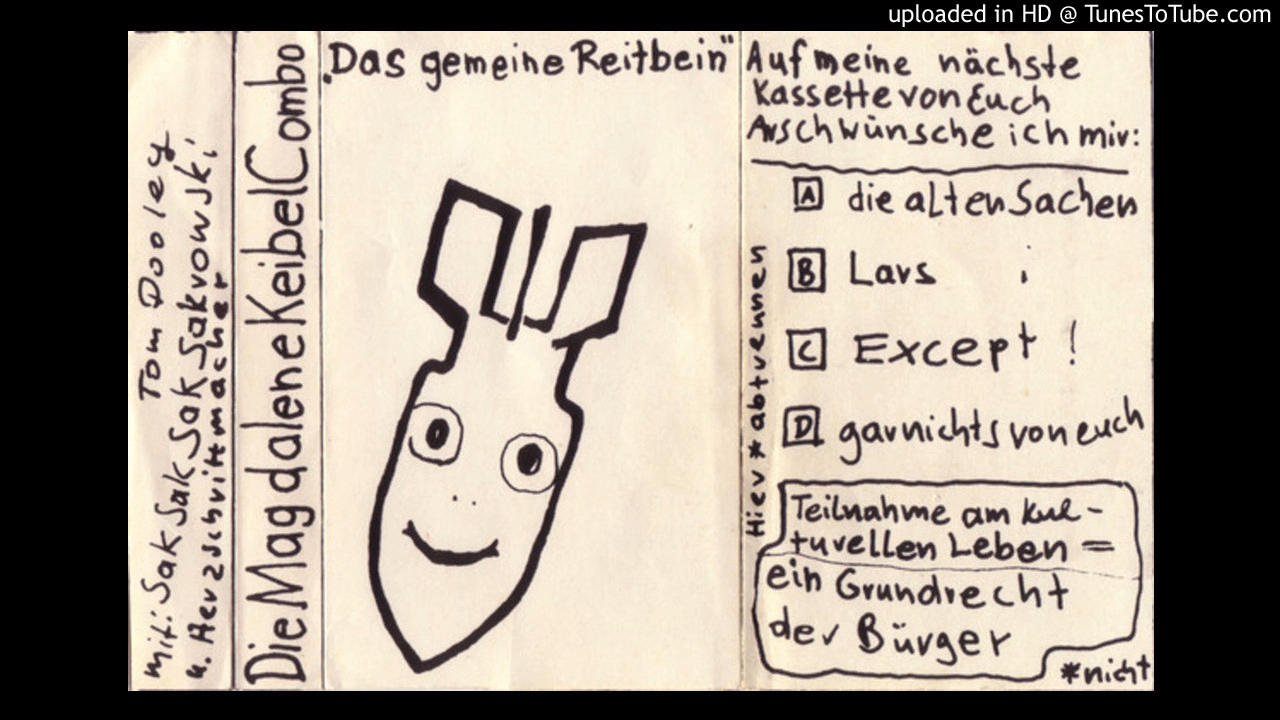 uploaded in HD @ TunesToTube.com
mit: Sak Sak Sak Sak Sakrowski
Tom Dooley
u. Herzschrittmacher
Die Magdalene Keibel Combo
„Das gemeine Reitbein"
Auf meine nächste
Kassette von Euch
Arschwünsche ich mir:
A die alten Sachen
B Lars
C Except !
D garnichts von euch
Hier * abtrennen
Teilnahme am kul-
turellen Leben =
ein Grundrecht
der Bürger
*nicht